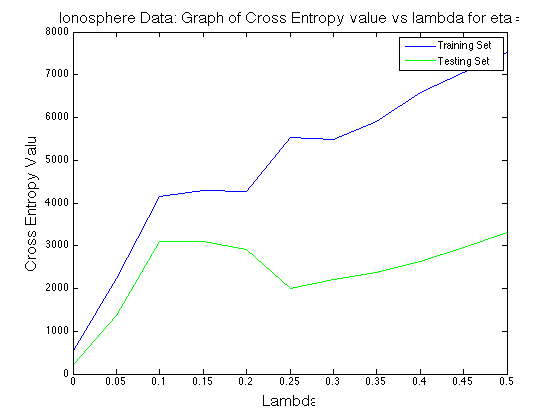 Ionosphere Data: Graph of Cross Entropy value vs lambda for eta =
Training Set
Testing Set
Cross Entropy Valu
8000
7000
6000
5000
4000
3000
2000
1000
0
0 0.05 0.1 0.15 0.2 0.25 0.3 0.35 0.4 0.45 0.5
Lambda